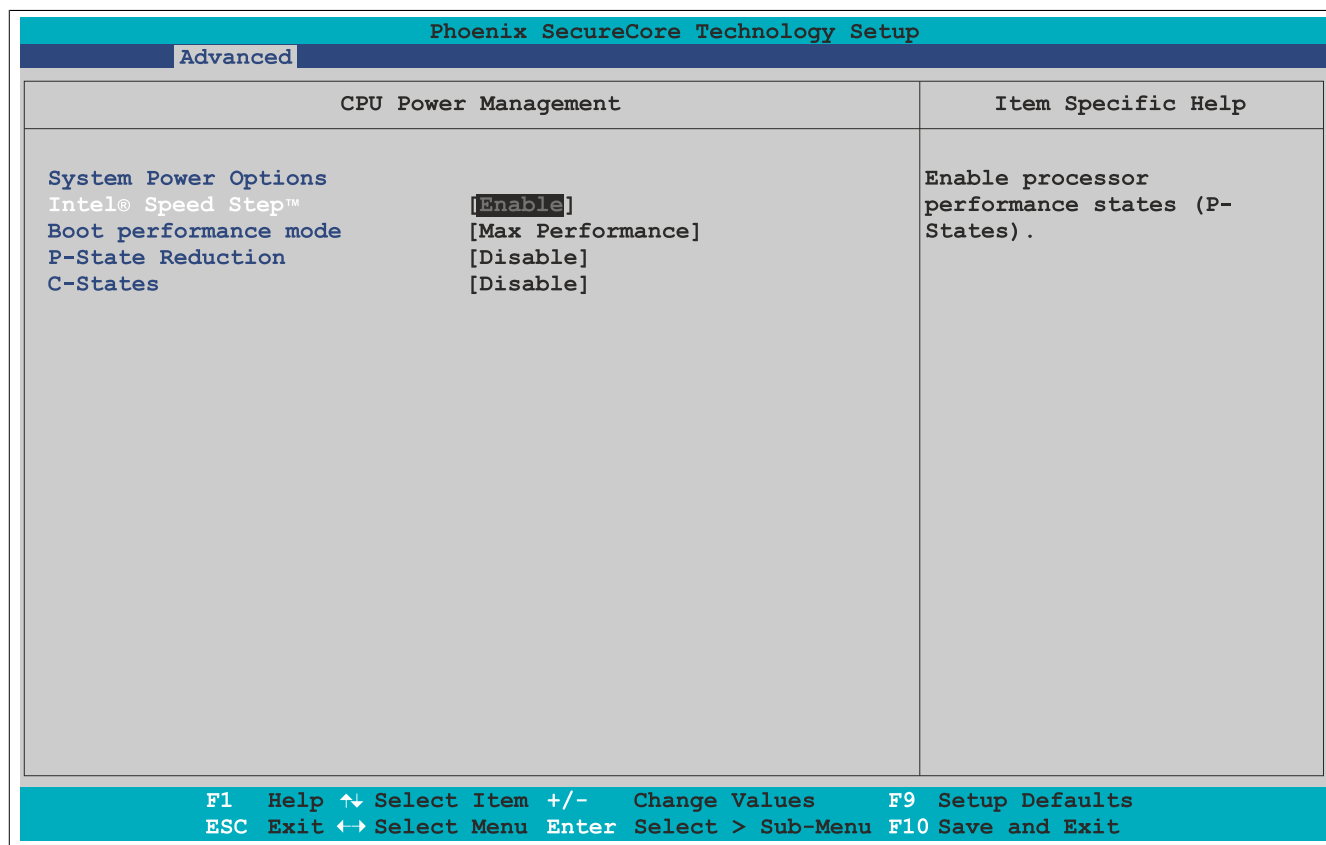 Phoenix SecureCore Technology Setup
Advanced
CPU Power Management
Item Specific Help
System Power Options
Intel® Speed Step™ [Enable]
Boot performance mode [Max Performance]
P-State Reduction [Disable]
C-States [Disable]
Enable processor
performance states (P-
States).
F1 Help ↑↓ Select Item +/- Change Values F9 Setup Defaults
ESC Exit ←→ Select Menu Enter Select > Sub-Menu F10 Save and Exit